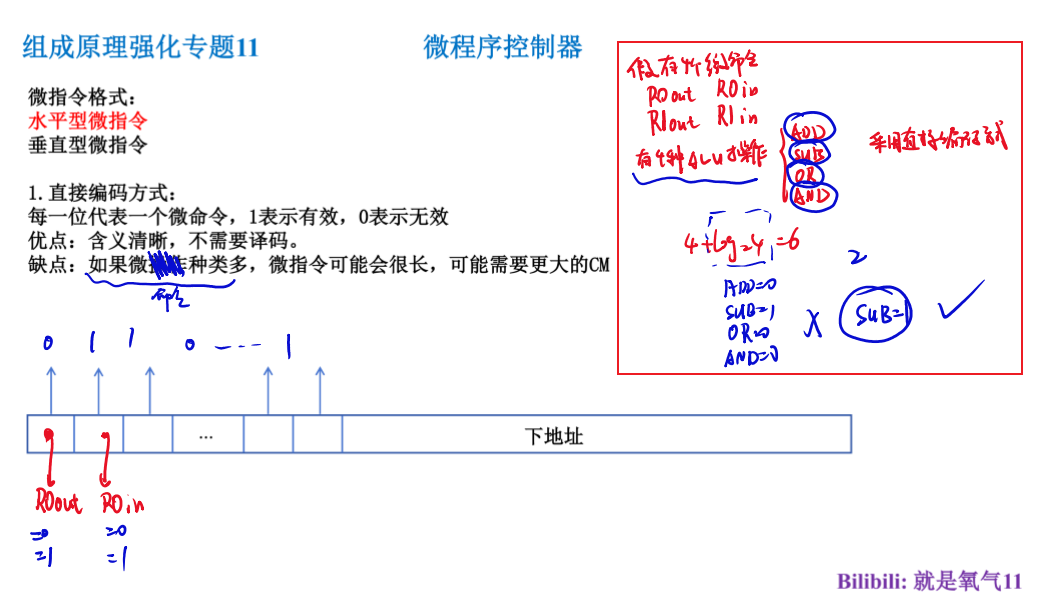 组成原理强化专题11
微程序控制器
微指令格式：
水平型微指令
垂直型微指令
1.直接编码方式：
每一位代表一个微命令，1表示有效，0表示无效
优点：含义清晰，不需要译码。
缺点：如果微操作种类多，微指令可能会很长，可能需要更大的CM
命令
假存4个微命令
R0out R0in
R1out R1in
有4种ALU操作
ADD
SUB
OR
AND
采用直接编码方式
4+log₂4=6
2
ADD=0
SUB=1
OR=0
AND=0
X
SUB=1
0 1 1 0 ---- 1
...
下地址
R0out R0in
=0 =0
=1 =1
Bilibili: 就是氧气11